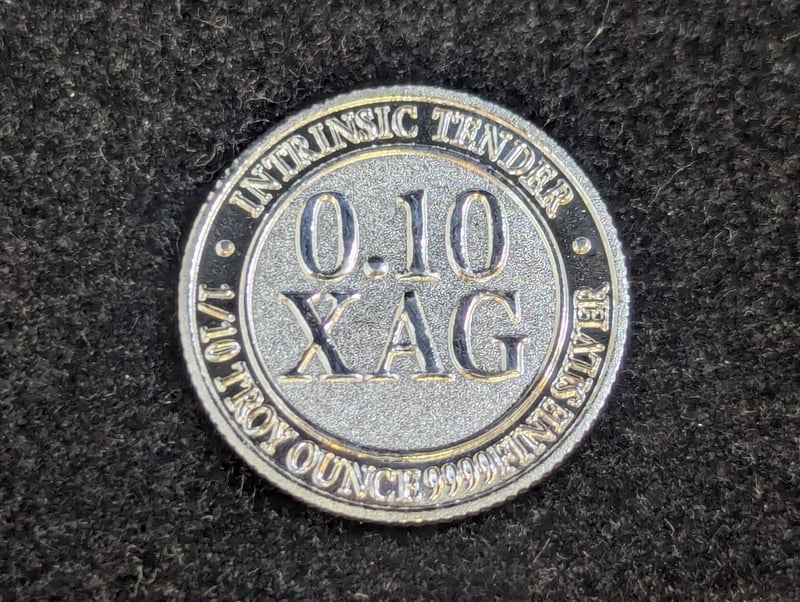 INTRINSIC TENDER
0.10
XAG
1/10 TROY OUNCE 9999 FINE SILVER